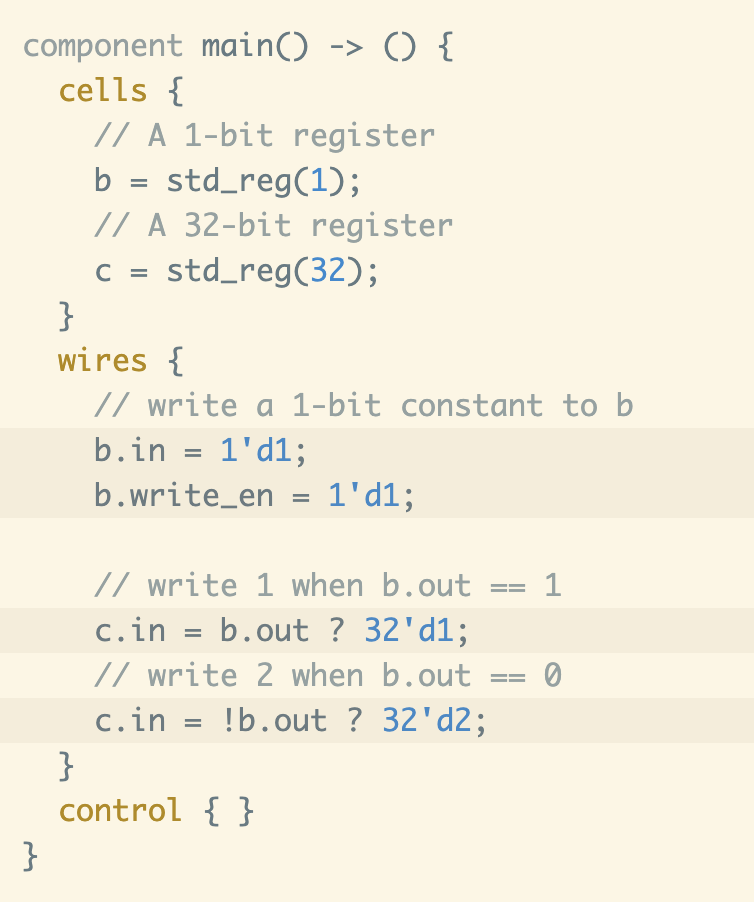 component main() -> () {
  cells {
    // A 1-bit register
    b = std_reg(1);
    // A 32-bit register
    c = std_reg(32);
  }
  wires {
    // write a 1-bit constant to b
    b.in = 1'd1;
    b.write_en = 1'd1;

    // write 1 when b.out == 1
    c.in = b.out ? 32'd1;
    // write 2 when b.out == 0
    c.in = !b.out ? 32'd2;
  }
  control { }
}